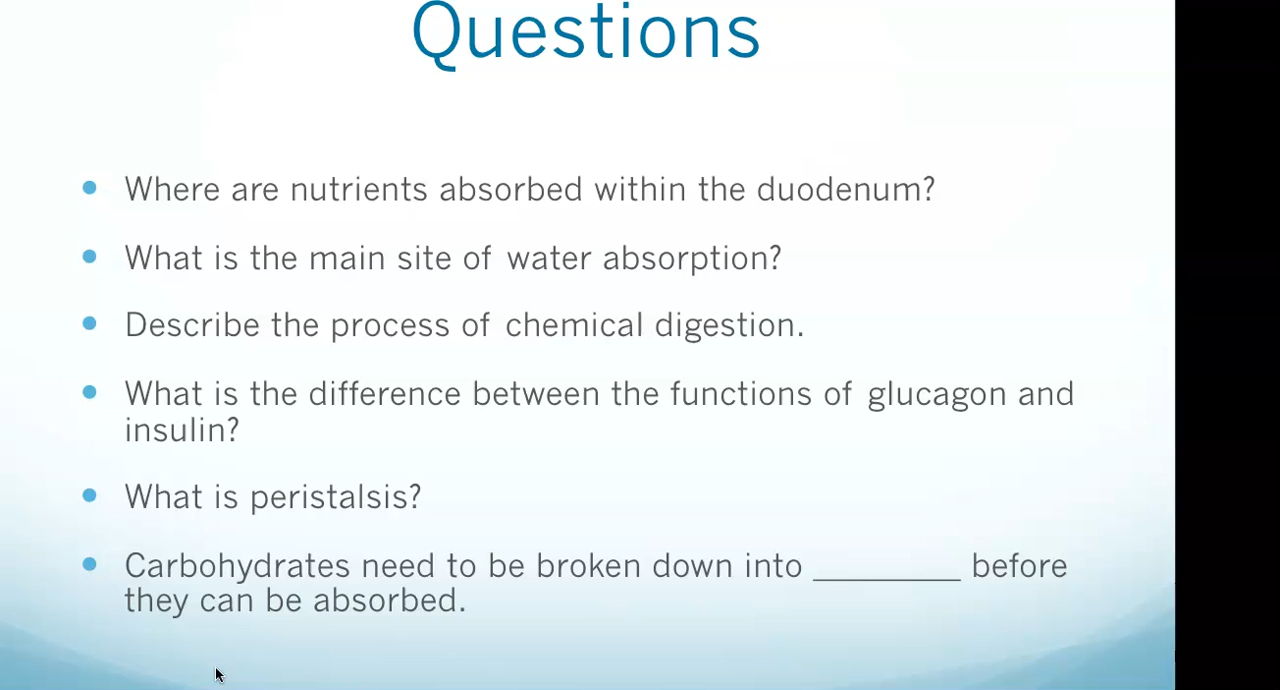 Questions
• Where are nutrients absorbed within the duodenum?
• What is the main site of water absorption?
• Describe the process of chemical digestion.
• What is the difference between the functions of glucagon and
insulin?
• What is peristalsis?
• Carbohydrates need to be broken down into _________ before
they can be absorbed.